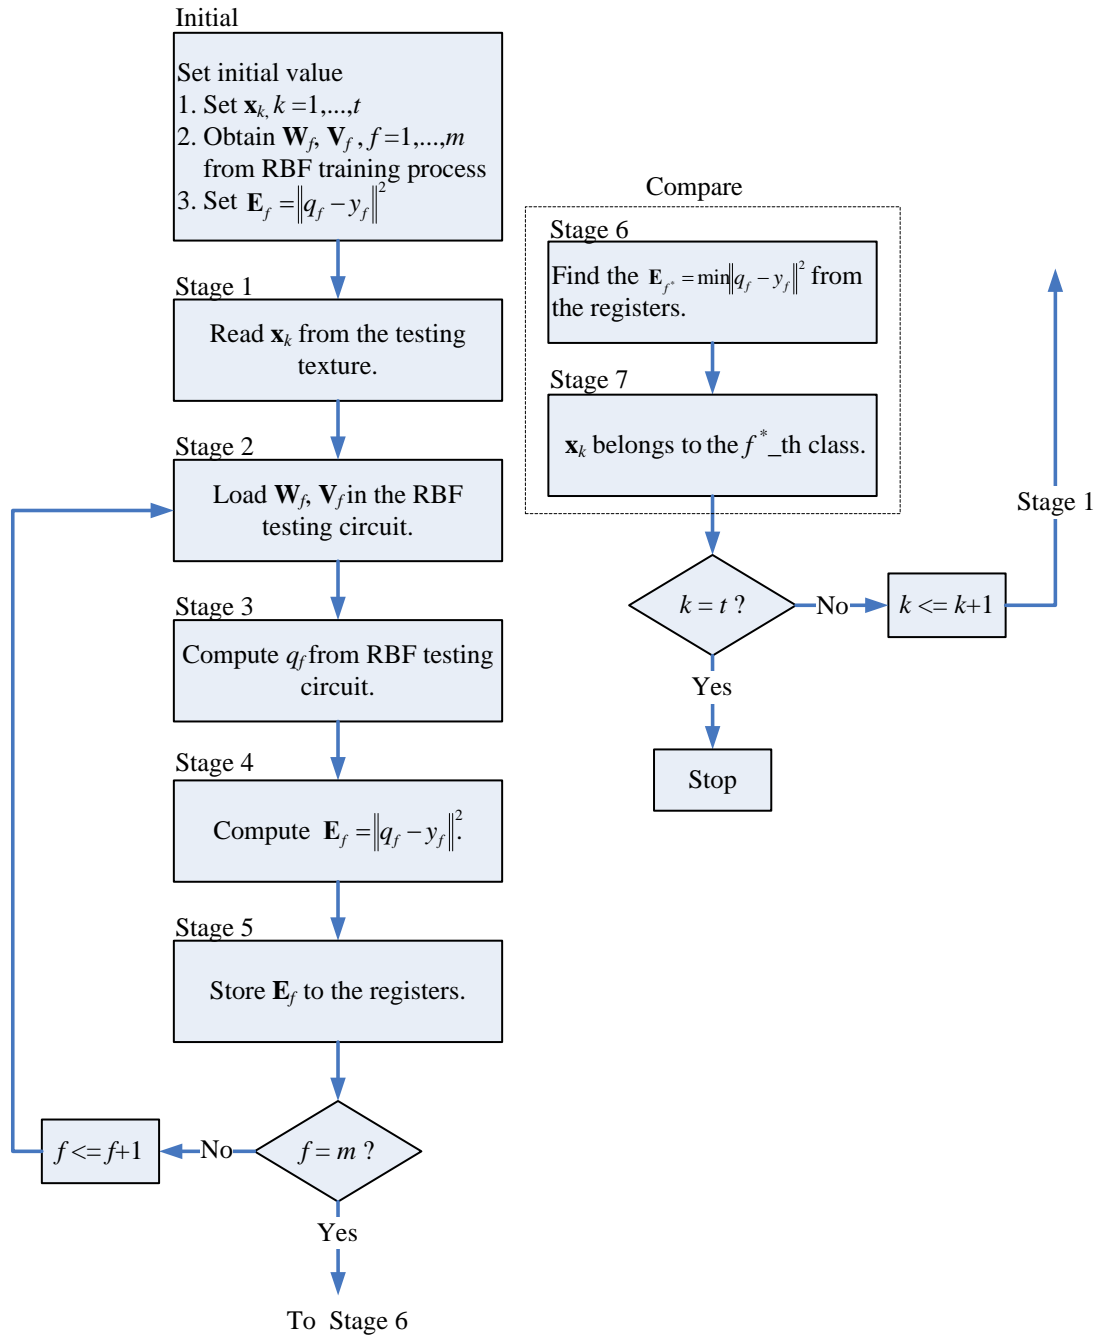 Initial
Set initial value
1. Set x_k, k =1,...,t
2. Obtain W_f, V_f , f =1,...,m
from RBF training process
3. Set E_f = ‖q_f − y_f‖²
Stage 1
Read x_k from the testing
texture.
Stage 2
Load W_f, V_f in the RBF
testing circuit.
Stage 3
Compute q_f from RBF testing
circuit.
Stage 4
Compute E_f = ‖q_f − y_f‖².
Stage 5
Store E_f to the registers.
f = m ?
No
f <= f+1
Yes
To Stage 6
Compare
Stage 6
Find the E_{f*} = min‖q_f − y_f‖² from
the registers.
Stage 7
x_k belongs to the f*_th class.
k = t ?
No
k <= k+1
Stage 1
Yes
Stop